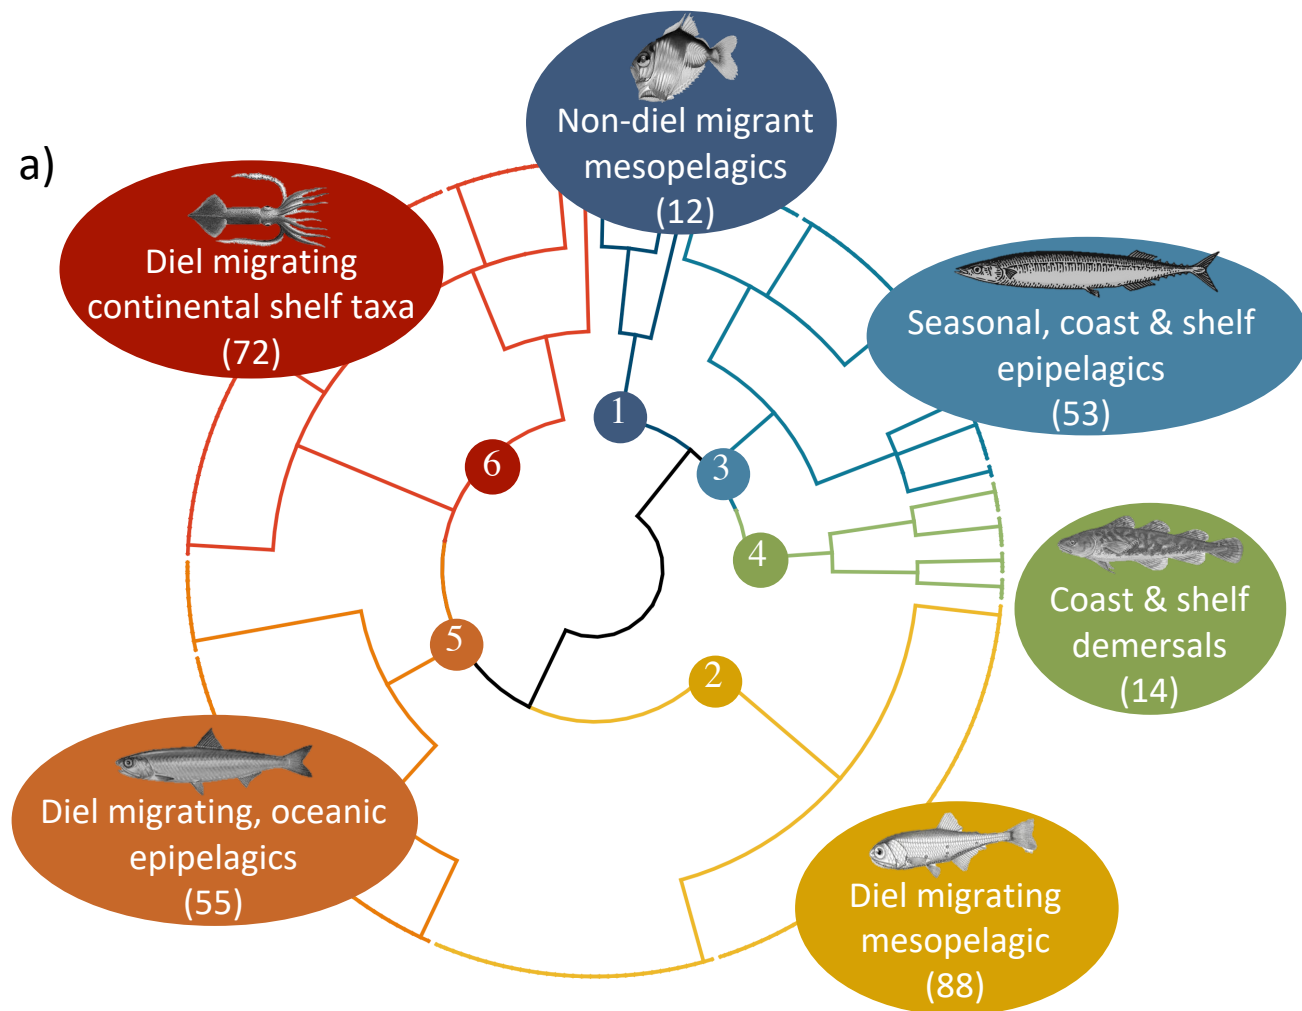 a)
Non-diel migrant
mesopelagics
(12)
Diel migrating
continental shelf taxa
(72)
Seasonal, coast & shelf
epipelagics
(53)
1
6
3
4
Coast & shelf
demersals
(14)
5
2
Diel migrating, oceanic
epipelagics
(55)
Diel migrating
mesopelagic
(88)